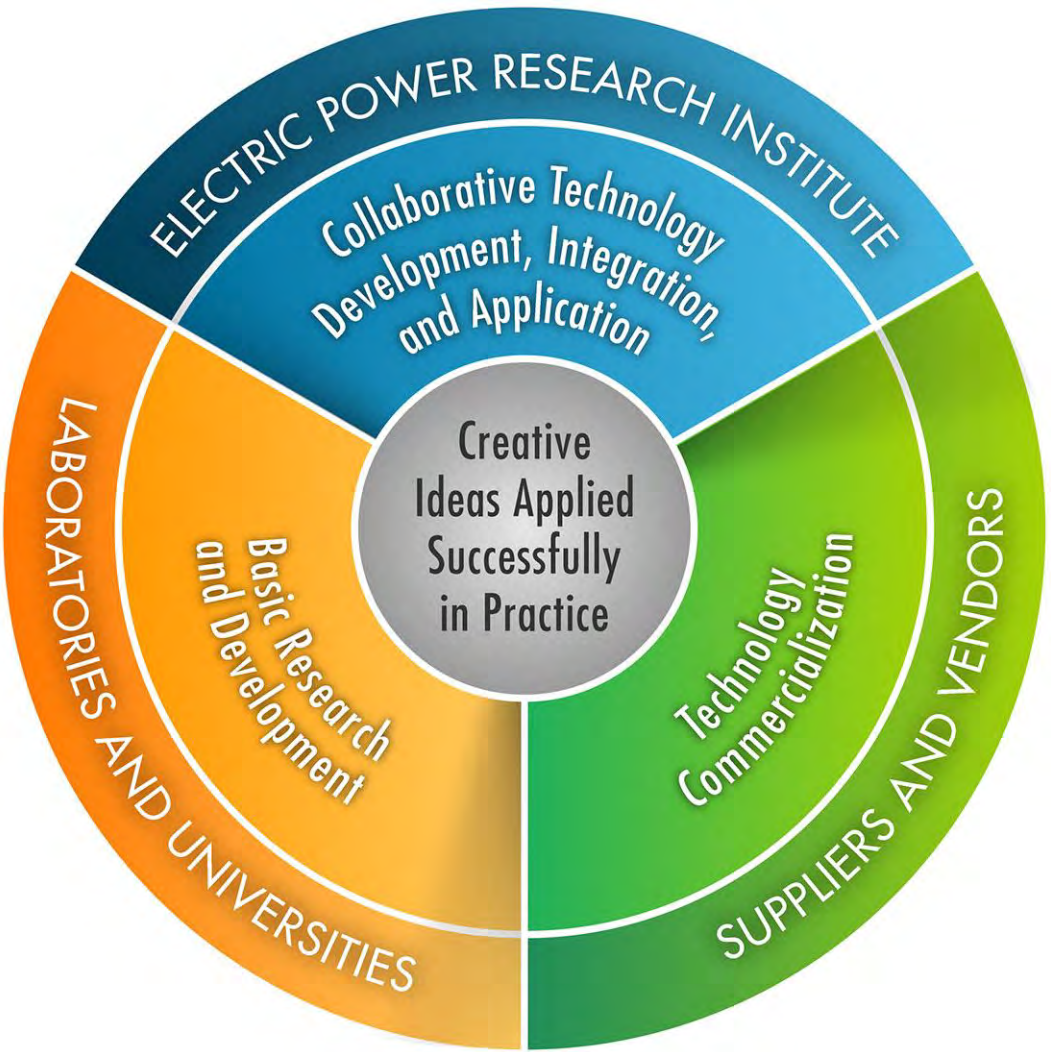 ELECTRIC POWER RESEARCH INSTITUTE
Collaborative Technology
Development, Integration,
and Application
Creative
Ideas Applied
Successfully
in Practice
LABORATORIES AND UNIVERSITIES
Basic Research
and Development
Technology
Commercialization
SUPPLIERS AND VENDORS